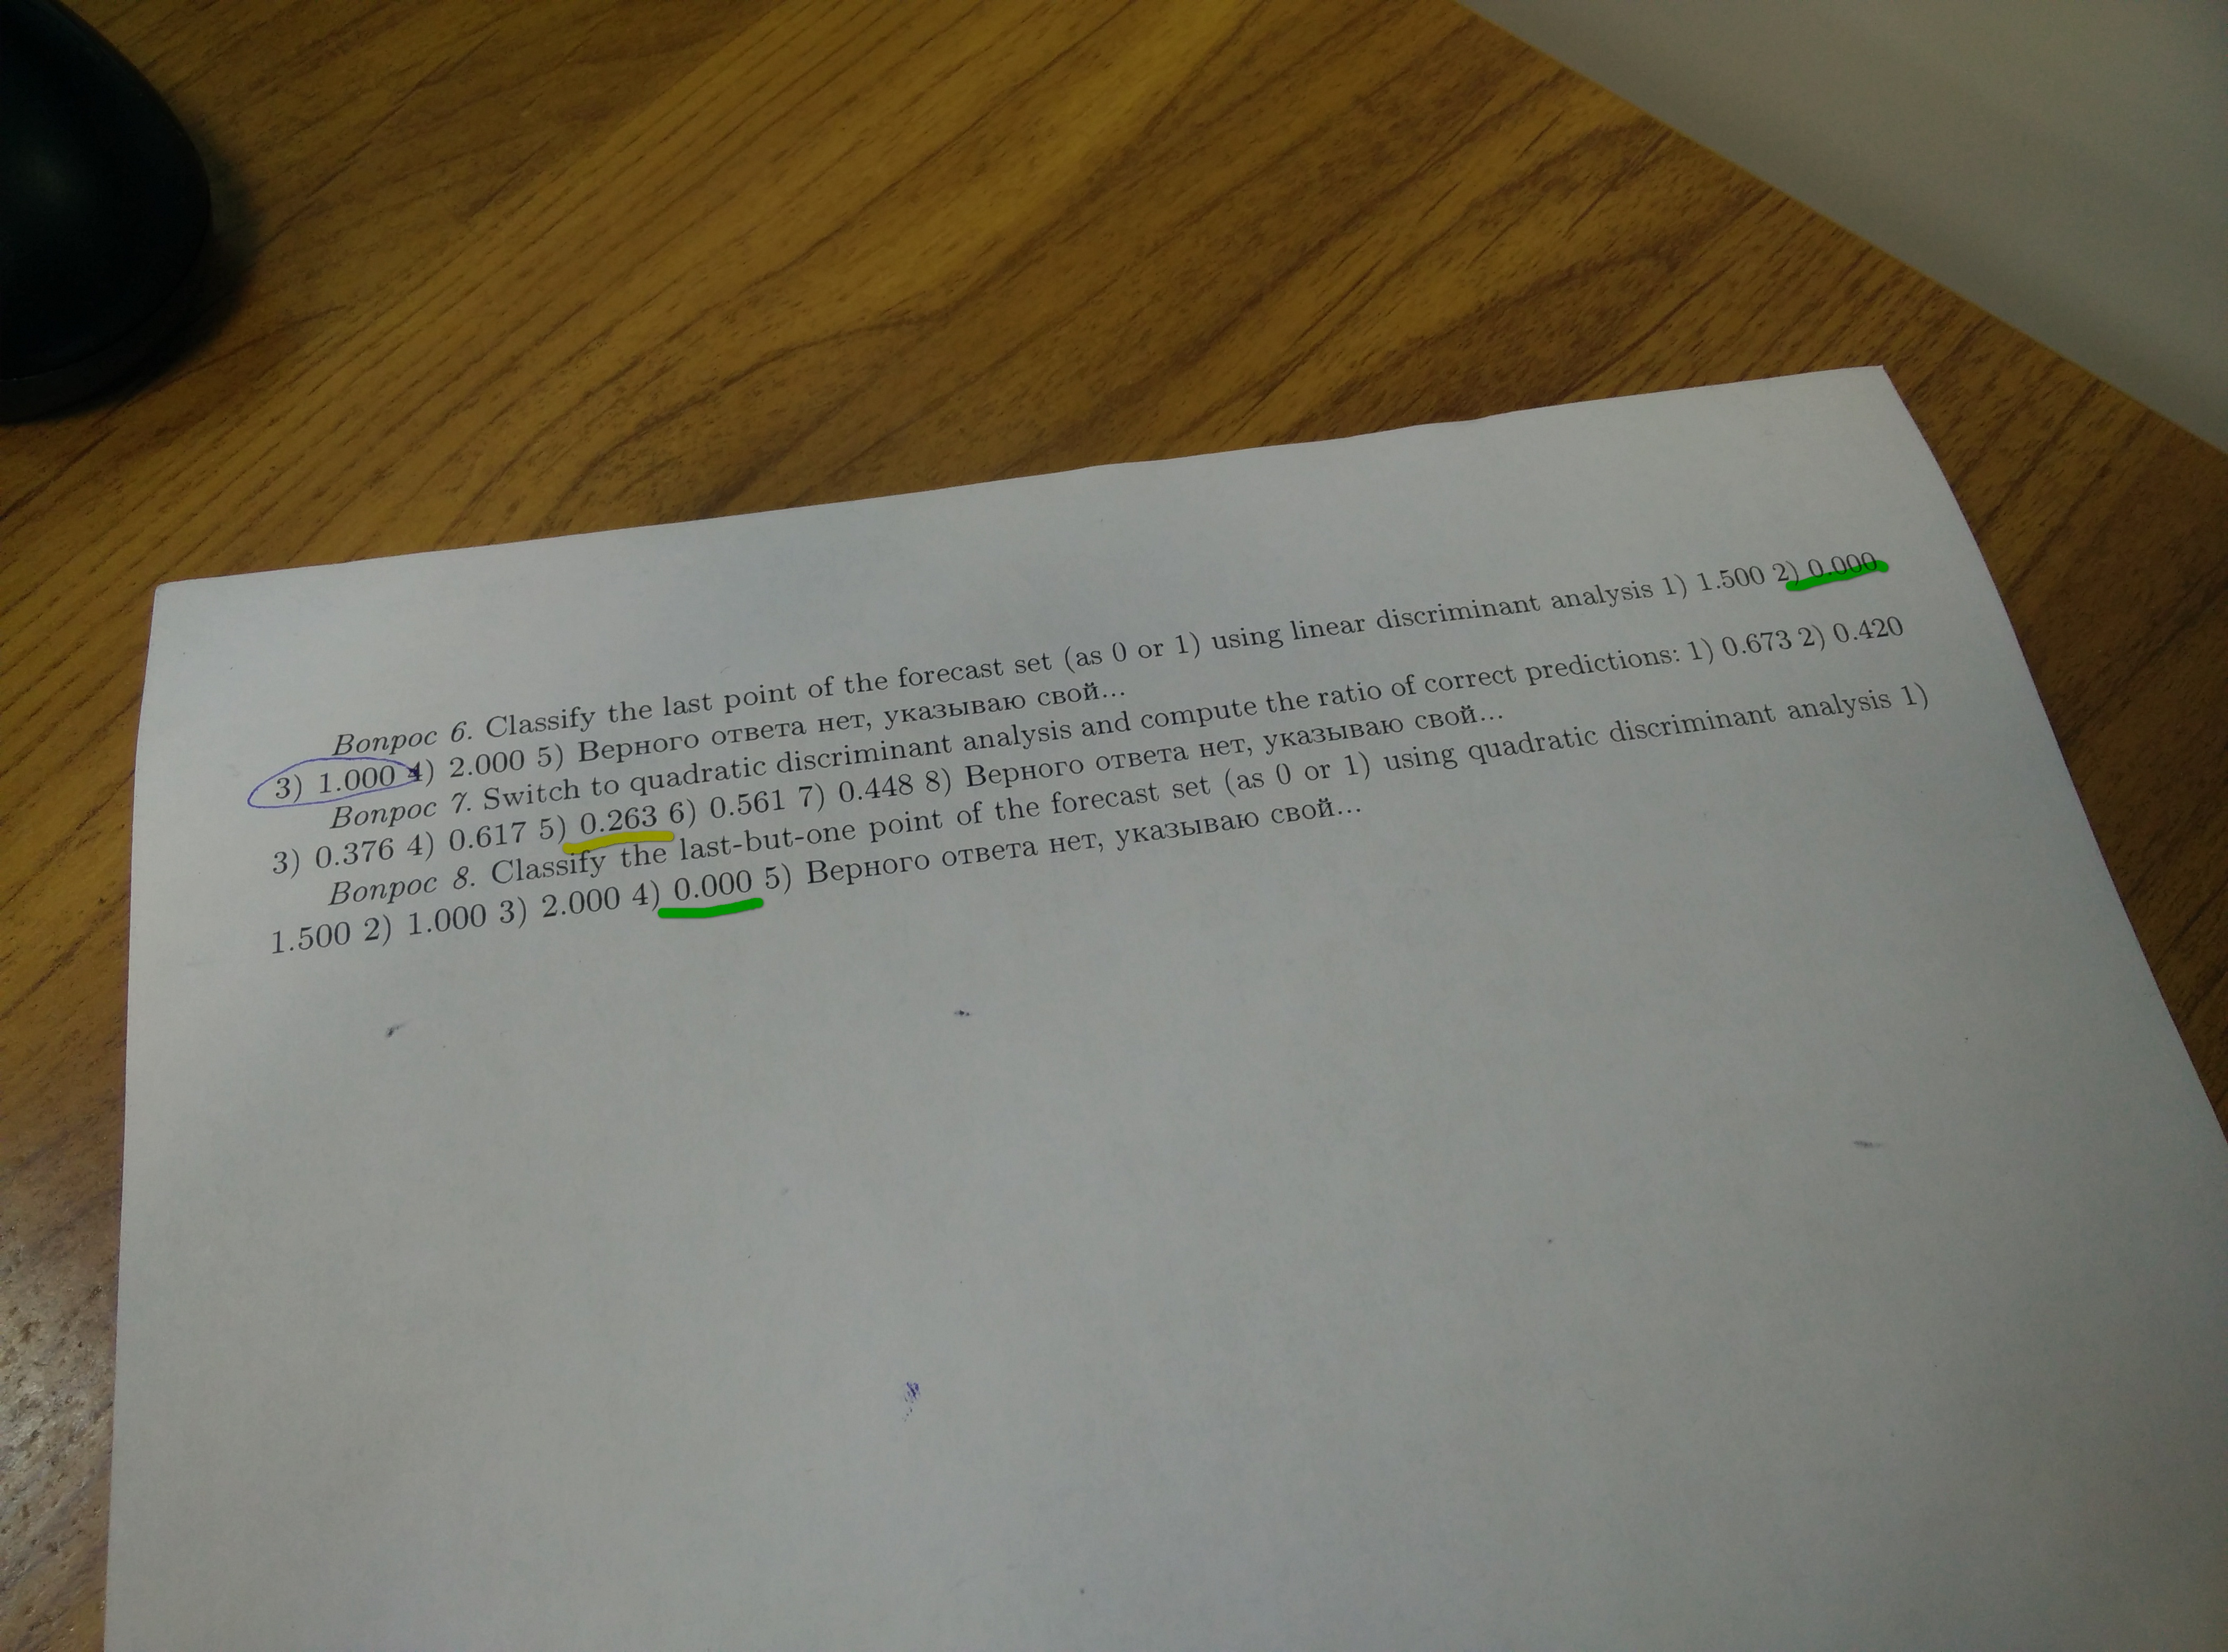 Вопрос 6. Classify the last point of the forecast set (as 0 or 1) using linear discriminant analysis 1) 1.500 2) 0.000
3) 1.000 4) 2.000 5) Верного ответа нет, указываю свой...
Вопрос 7. Switch to quadratic discriminant analysis and compute the ratio of correct predictions: 1) 0.673 2) 0.420
3) 0.376 4) 0.617 5) 0.263 6) 0.561 7) 0.448 8) Верного ответа нет, указываю свой...
Вопрос 8. Classify the last-but-one point of the forecast set (as 0 or 1) using quadratic discriminant analysis 1)
1.500 2) 1.000 3) 2.000 4) 0.000 5) Верного ответа нет, указываю свой...